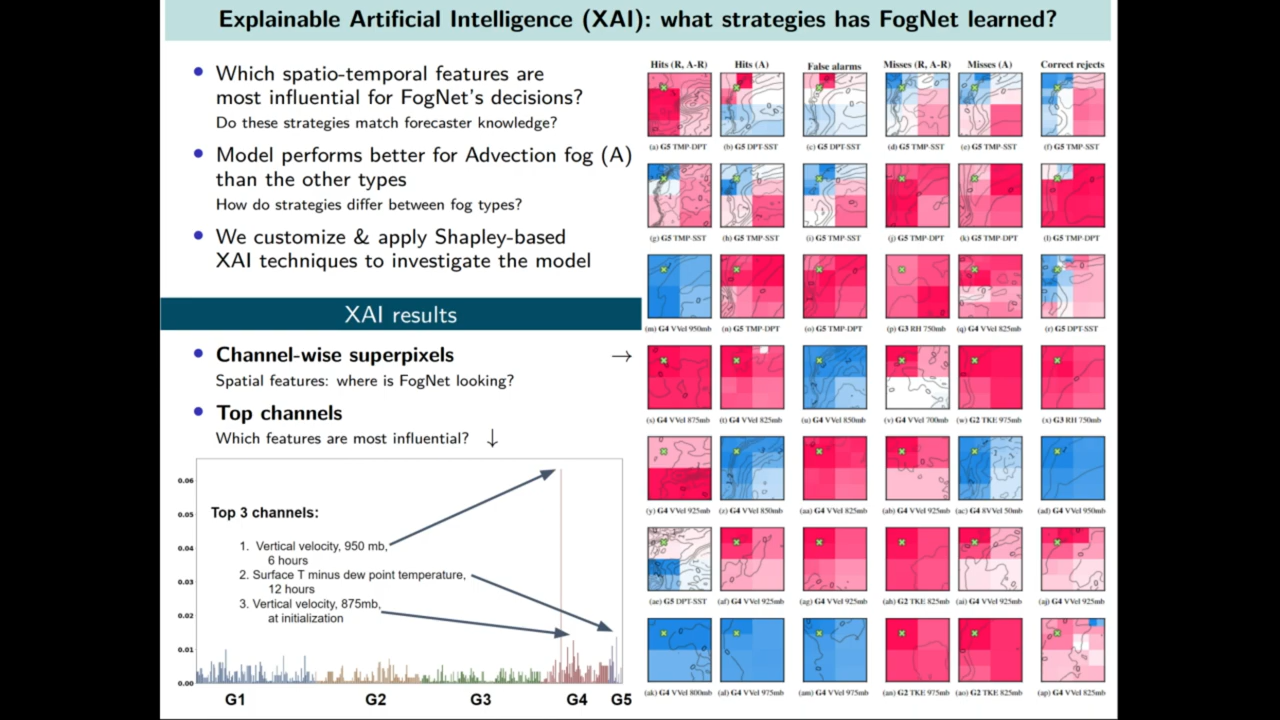 Explainable Artificial Intelligence (XAI): what strategies has FogNet learned?
Which spatio-temporal features are
most influential for FogNet's decisions?
Do these strategies match forecaster knowledge?
Model performs better for Advection fog (A)
than the other types
How do strategies differ between fog types?
We customize & apply Shapley-based
XAI techniques to investigate the model
XAI results
Channel-wise superpixels →
Spatial features: where is FogNet looking?
Top channels
Which features are most influential? ↓
0.06
0.05
0.04
0.03
0.02
0.01
0.00
Top 3 channels:
1. Vertical velocity, 950 mb,
6 hours
2. Surface T minus dew point temperature,
12 hours
3. Vertical velocity, 875mb,
at initialization
G1 G2 G3 G4 G5
Hits (R, A-R) Hits (A) False alarms Misses (R, A-R) Misses (A) Correct rejects
(a) G5 TMP-DPT (b) G5 DPT-SST (c) G5 DPT-SST (d) G5 TMP-SST (e) G5 TMP-SST (f) G5 TMP-SST
(g) G5 TMP-SST (h) G5 TMP-SST (i) G5 TMP-SST (j) G5 TMP-DPT (k) G5 TMP-DPT (l) G5 TMP-DPT
(m) G4 VVel 950mb (n) G5 TMP-DPT (o) G5 TMP-DPT (p) G3 RH 750mb (q) G4 VVel 825mb (r) G5 DPT-SST
(s) G4 VVel 875mb (t) G4 VVel 825mb (u) G4 VVel 850mb (v) G4 VVel 700mb (w) G2 TKE 975mb (x) G3 RH 750mb
(y) G4 VVel 925mb (z) G4 VVel 850mb (aa) G4 VVel 825mb (ab) G4 VVel 925mb (ac) G4 8VVel 50mb (ad) G4 VVel 950mb
(ae) G5 DPT-SST (af) G4 VVel 925mb (ag) G4 VVel 925mb (ah) G2 TKE 825mb (ai) G4 VVel 925mb (aj) G4 VVel 925mb
(ak) G4 VVel 800mb (al) G4 VVel 975mb (am) G4 VVel 975mb (an) G2 TKE 975mb (ao) G2 TKE 825mb (ap) G4 VVel 825mb